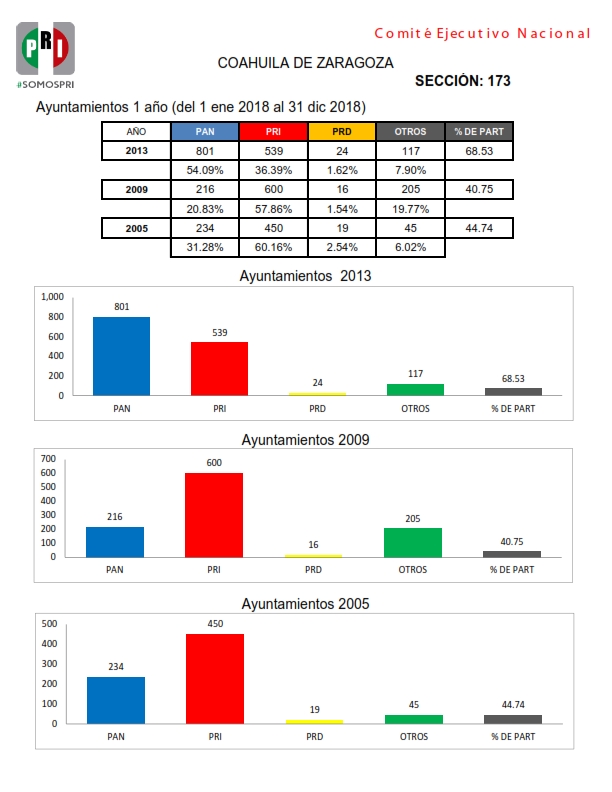 Comité Ejecutivo Nacional
PRI
#SOMOSPRI
COAHUILA DE ZARAGOZA
SECCIÓN: 173
Ayuntamientos 1 año (del 1 ene 2018 al 31 dic 2018)
AÑO PAN PRI PRD OTROS % DE PART
2013 801 539 24 117 68.53
54.09% 36.39% 1.62% 7.90%
2009 216 600 16 205 40.75
20.83% 57.86% 1.54% 19.77%
2005 234 450 19 45 44.74
31.28% 60.16% 2.54% 6.02%
Ayuntamientos 2013
1,000
800
600
400
200
0
801
539
24
117
68.53
PAN PRI PRD OTROS % DE PART
Ayuntamientos 2009
700
600
500
400
300
200
100
0
216
600
16
205
40.75
PAN PRI PRD OTROS % DE PART
Ayuntamientos 2005
500
400
300
200
100
0
234
450
19
45
44.74
PAN PRI PRD OTROS % DE PART